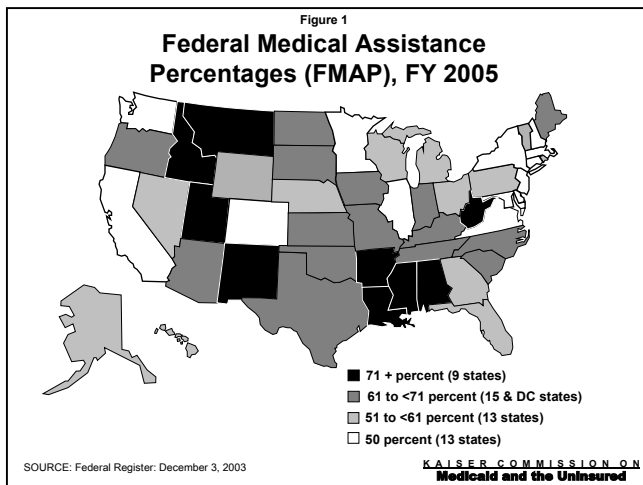 Figure 1
Federal Medical Assistance
Percentages (FMAP), FY 2005
71 + percent (9 states)
61 to <71 percent (15 & DC states)
51 to <61 percent (13 states)
50 percent (13 states)
SOURCE: Federal Register: December 3, 2003
KAISER COMMISSION ON
Medicaid and the Uninsured